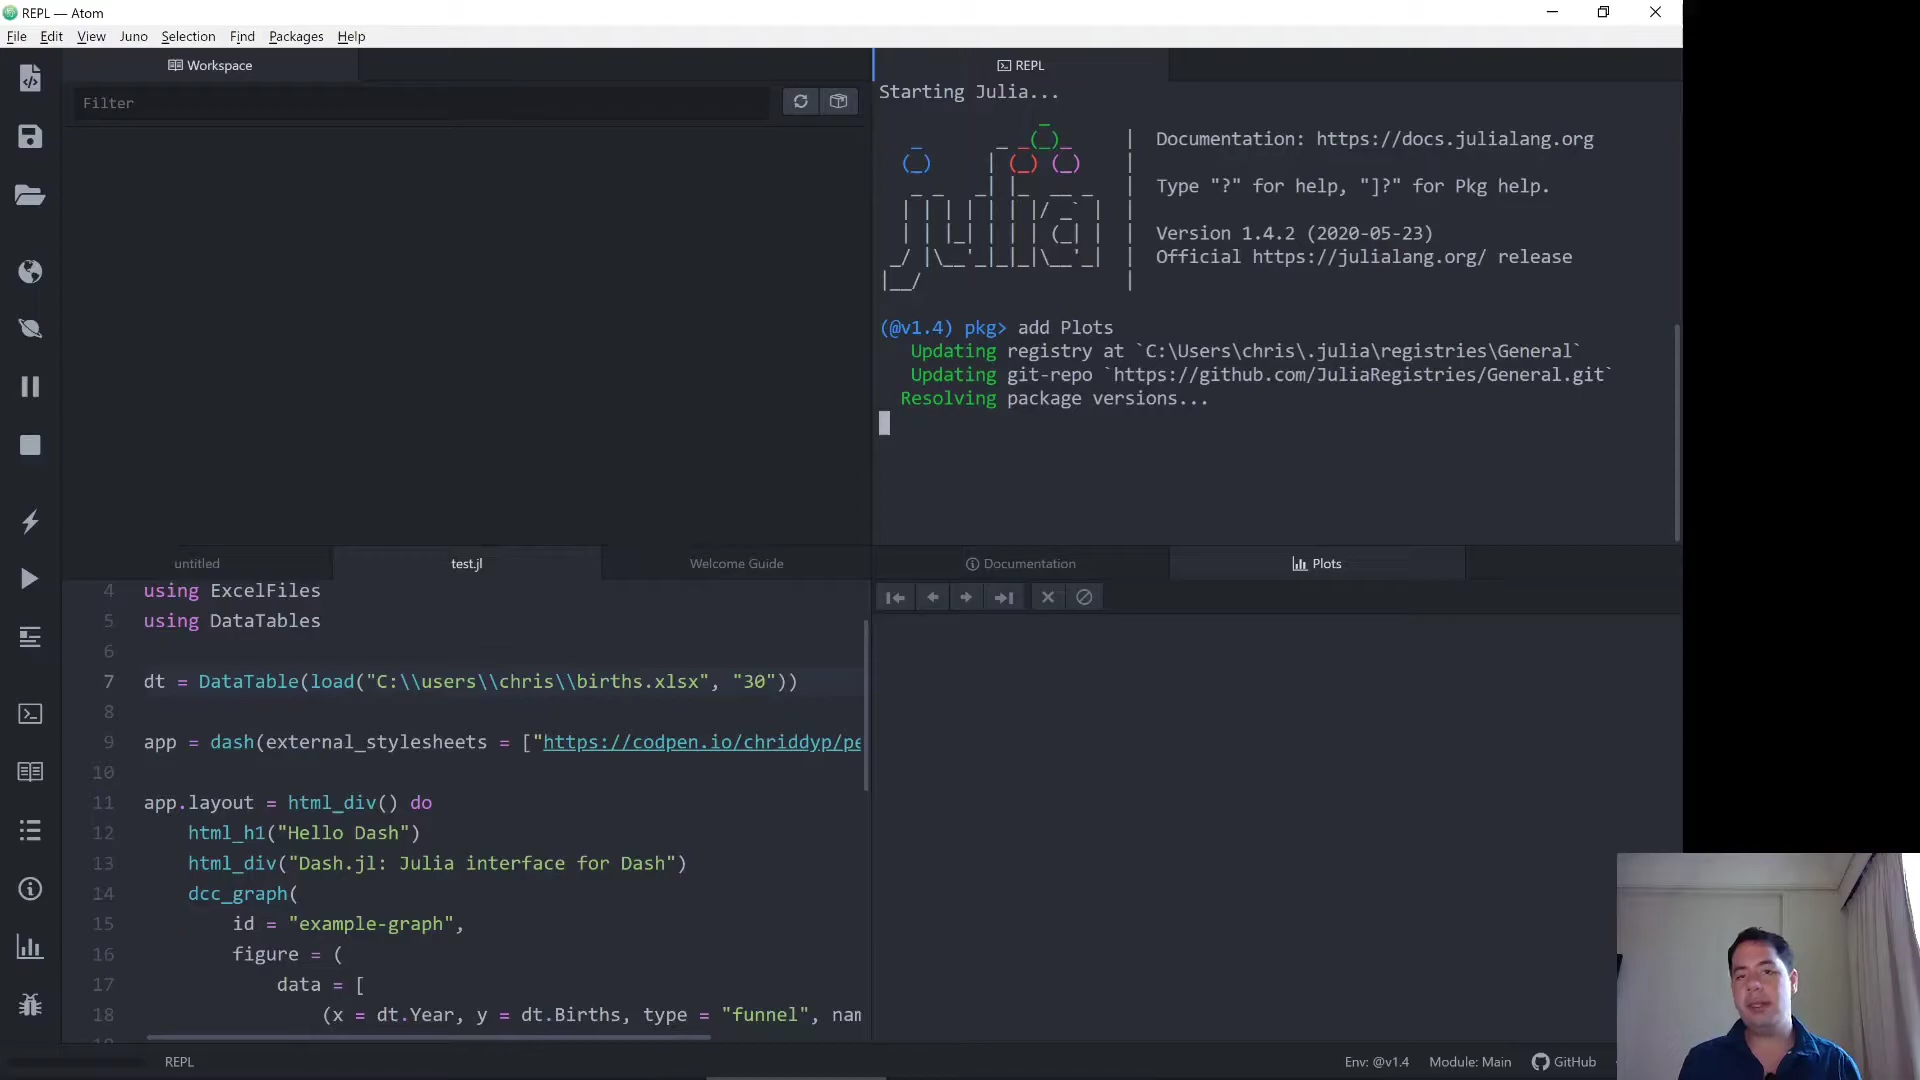 REPL — Atom
File Edit View Juno Selection Find Packages Help
Workspace
Filter
REPL
Starting Julia...
Documentation: https://docs.julialang.org
Type "?" for help, "]?" for Pkg help.
Version 1.4.2 (2020-05-23)
Official https://julialang.org/ release
(@v1.4) pkg> add Plots
Updating registry at `C:\Users\chris\.julia\registries\General`
Updating git-repo `https://github.com/JuliaRegistries/General.git`
Resolving package versions...
untitled test.jl Welcome Guide
4 using ExcelFiles
5 using DataTables
6
7 dt = DataTable(load("C:\\users\\chris\\births.xlsx", "30"))
8
9 app = dash(external_stylesheets = ["https://codpen.io/chriddyp/pe
10
11 app.layout = html_div() do
12 html_h1("Hello Dash")
13 html_div("Dash.jl: Julia interface for Dash")
14 dcc_graph(
15 id = "example-graph",
16 figure = (
17 data = [
18 (x = dt.Year, y = dt.Births, type = "funnel", nam
Documentation Plots
REPL
Env: @v1.4 Module: Main GitHub